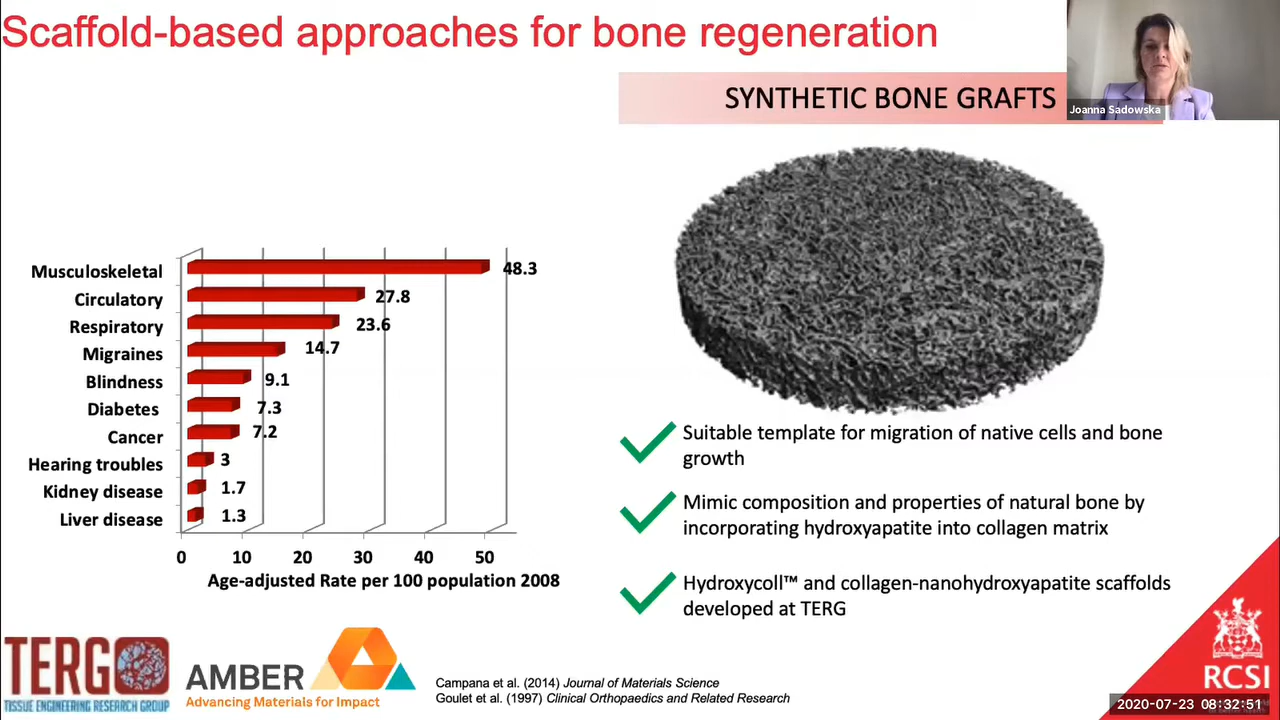 Scaffold-based approaches for bone regeneration
SYNTHETIC BONE GRAFTS
Joanna Sadowska
Musculoskeletal 48.3
Circulatory 27.8
Respiratory 23.6
Migraines 14.7
Blindness 9.1
Diabetes 7.3
Cancer 7.2
Hearing troubles 3
Kidney disease 1.7
Liver disease 1.3
0 10 20 30 40 50
Age-adjusted Rate per 100 population 2008
Suitable template for migration of native cells and bone
growth
Mimic composition and properties of natural bone by
incorporating hydroxyapatite into collagen matrix
Hydroxycoll™ and collagen-nanohydroxyapatite scaffolds
developed at TERG
TERG
TISSUE ENGINEERING RESEARCH GROUP
AMBER
Advancing Materials for Impact
Campana et al. (2014) Journal of Materials Science
Goulet et al. (1997) Clinical Orthopaedics and Related Research
RCSI
2020-07-23 08:32:51